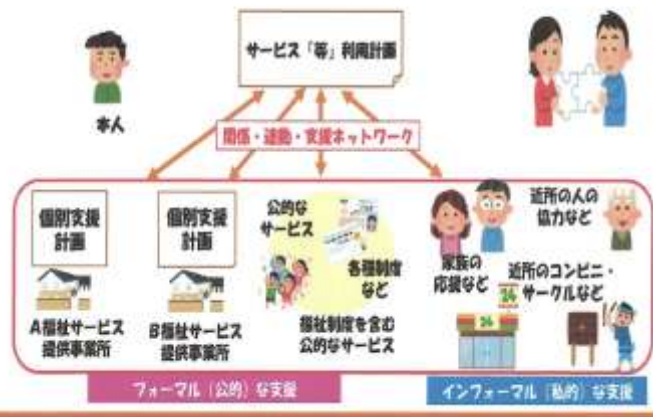 サービス「等」利用計画
本人
関係・連動・支援ネットワーク
個別支援
計画
A福祉サービス
提供事業所
個別支援
計画
B福祉サービス
提供事業所
公的な
サービス
各種制度
など
福祉制度を含む
公的なサービス
家族の
応援など
近所の人の
協力など
近所のコンビニ・
サークルなど
24
24
フォーマル（公的）な支援
インフォーマル（私的）な支援